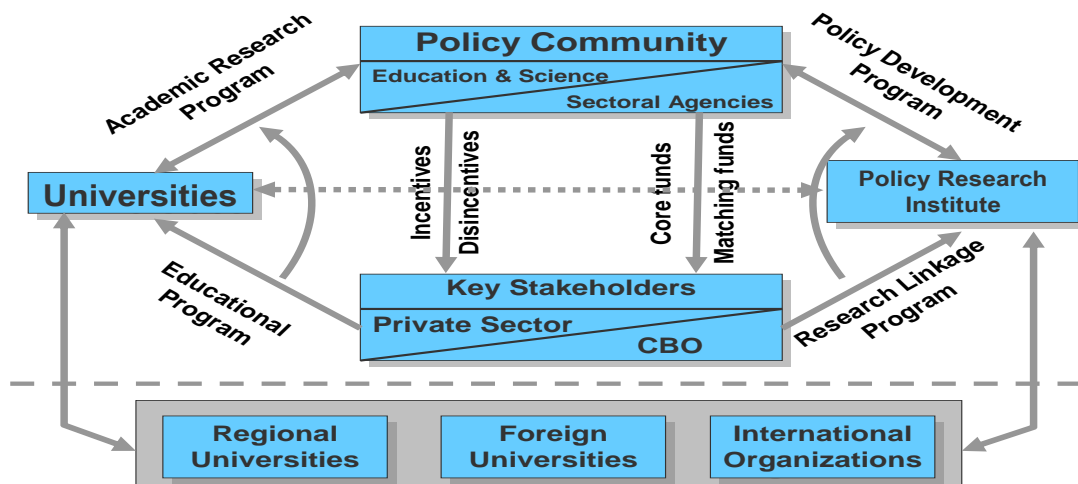 Policy Community
Education & Science
Sectoral Agencies
Academic Research
Program
Policy Development
Program
Universities
Incentives
Disincentives
Core funds
Matching funds
Policy Research
Institute
Educational
Program
Key Stakeholders
Private Sector
CBO
Research Linkage
Program
Regional
Universities
Foreign
Universities
International
Organizations